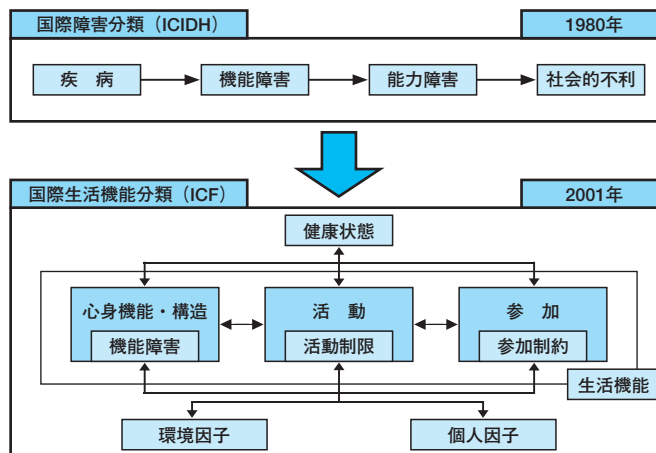 国際障害分類（ICIDH）
1980年
疾 病
機能障害
能力障害
社会的不利
国際生活機能分類（ICF）
2001年
健康状態
心身機能・構造
活 動
参 加
機能障害
活動制限
参加制約
生活機能
環境因子
個人因子